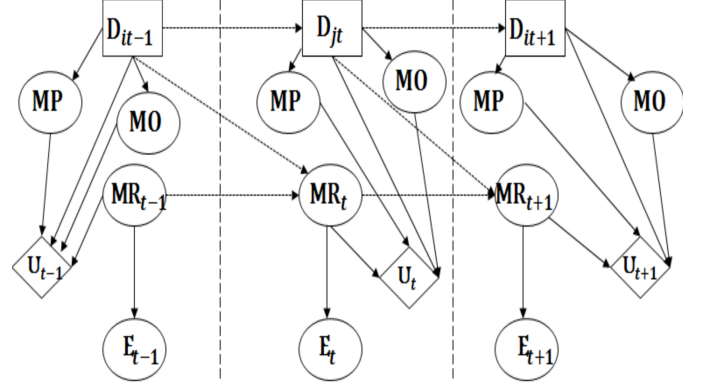 D_{it-1} D_{jt} D_{it+1}
MP MO MP MO MP MO
MR_{t-1} MR_t MR_{t+1}
U_{t-1} U_t U_{t+1}
E_{t-1} E_t E_{t+1}